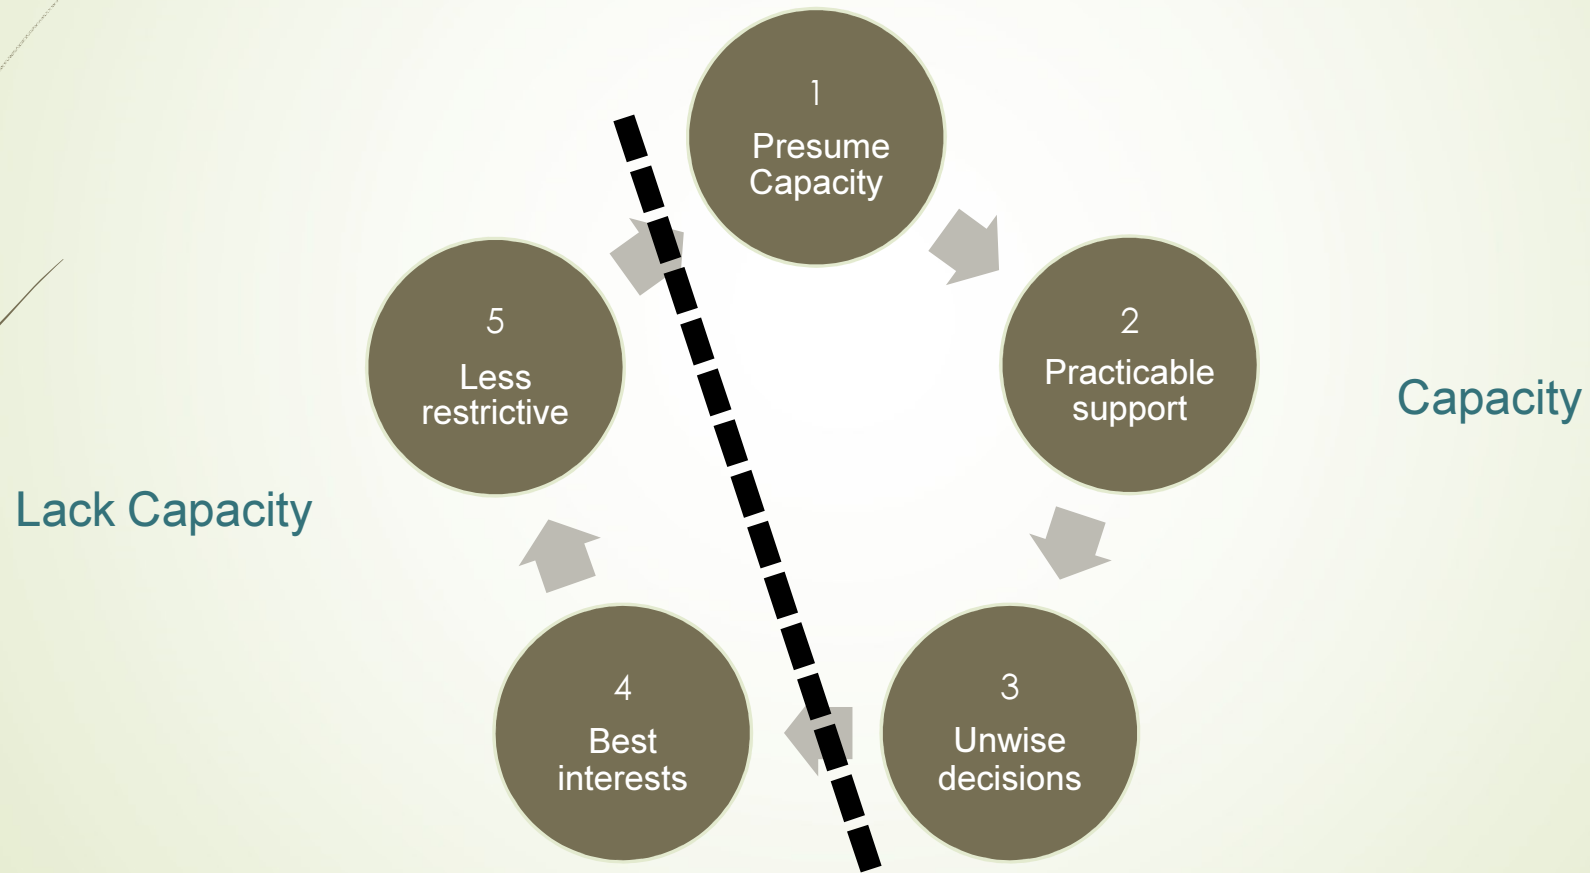 1
Presume
Capacity
2
Practicable
support
Capacity
3
Unwise
decisions
4
Best
interests
5
Less
restrictive
Lack Capacity